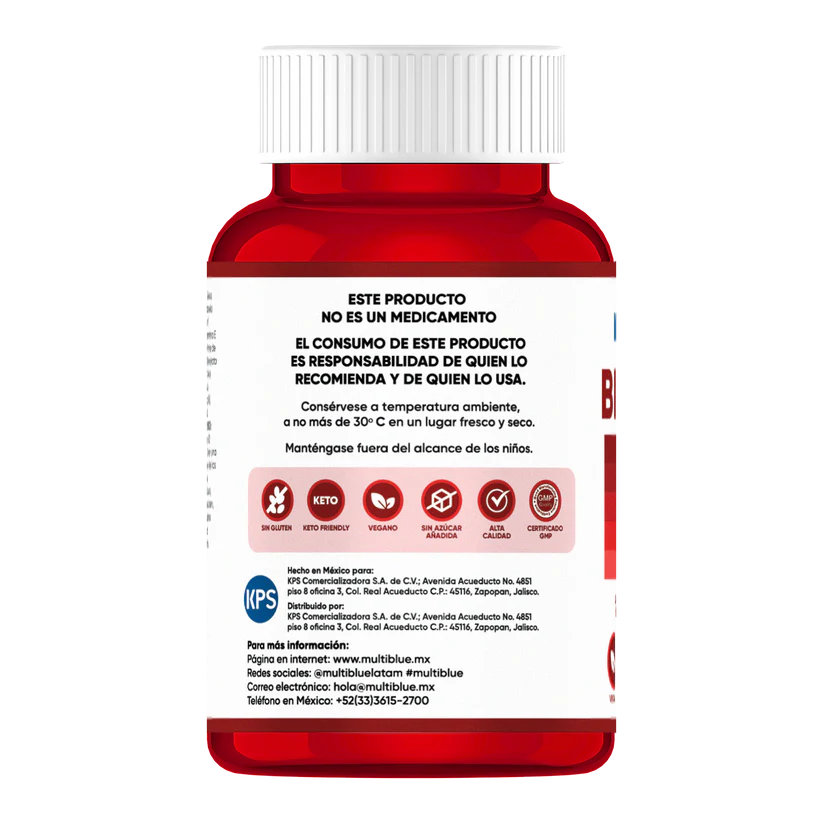 ESTE PRODUCTO
NO ES UN MEDICAMENTO
EL CONSUMO DE ESTE PRODUCTO
ES RESPONSABILIDAD DE QUIEN LO
RECOMIENDA Y DE QUIEN LO USA.
Consérvese a temperatura ambiente,
a no más de 30º C en un lugar fresco y seco.
Manténgase fuera del alcance de los niños.
KETO
GMP
SIN GLUTEN
KETO FRIENDLY
VEGANO
SIN AZÚCAR
AÑADIDA
ALTA
CALIDAD
CERTIFICADO
GMP
KPS
Hecho en México para:
KPS Comercializadora S.A. de C.V.; Avenida Acueducto No. 4851
piso 8 oficina 3, Col. Real Acueducto C.P.: 45116, Zapopan, Jalisco.
Distribuido por:
KPS Comercializadora S.A. de C.V.; Avenida Acueducto No. 4851
piso 8 oficina 3, Col. Real Acueducto C.P.: 45116, Zapopan, Jalisco.
Para más información:
Página en internet: www.multiblue.mx
Redes sociales: @multibluelatam #multiblue
Correo electrónico: hola@multiblue.mx
Teléfono en México: +52(33)3615-2700